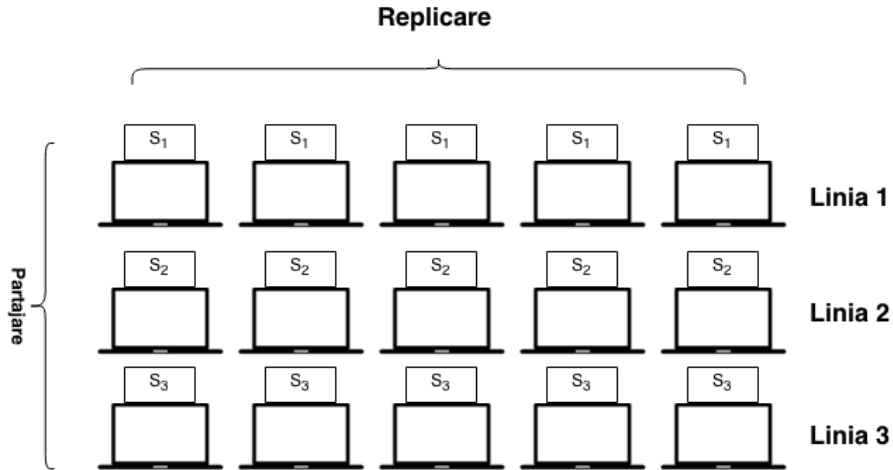 Replicare
S₁ S₁ S₁ S₁ S₁
Linia 1
S₂ S₂ S₂ S₂ S₂
Linia 2
Partajare
S₃ S₃ S₃ S₃ S₃
Linia 3